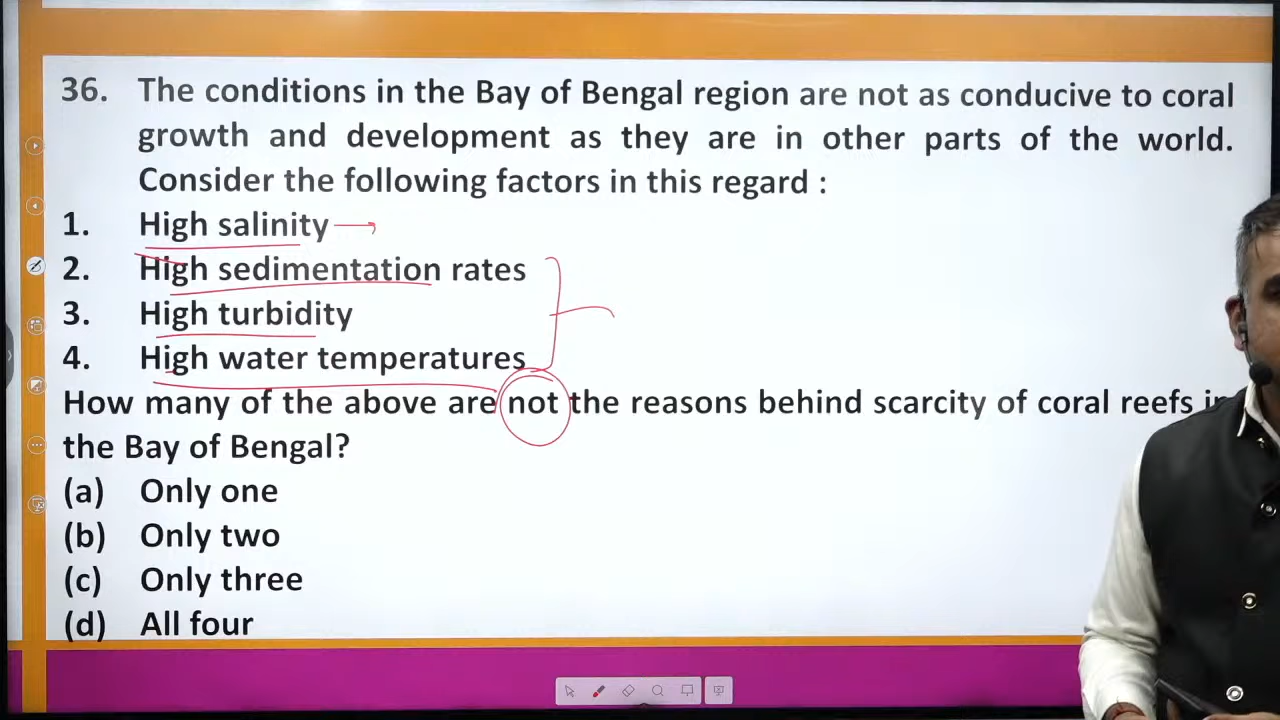 36. The conditions in the Bay of Bengal region are not as conducive to coral
growth and development as they are in other parts of the world.
Consider the following factors in this regard :
1. High salinity
2. High sedimentation rates
3. High turbidity
4. High water temperatures
How many of the above are not the reasons behind scarcity of coral reefs in
the Bay of Bengal?
(a) Only one
(b) Only two
(c) Only three
(d) All four